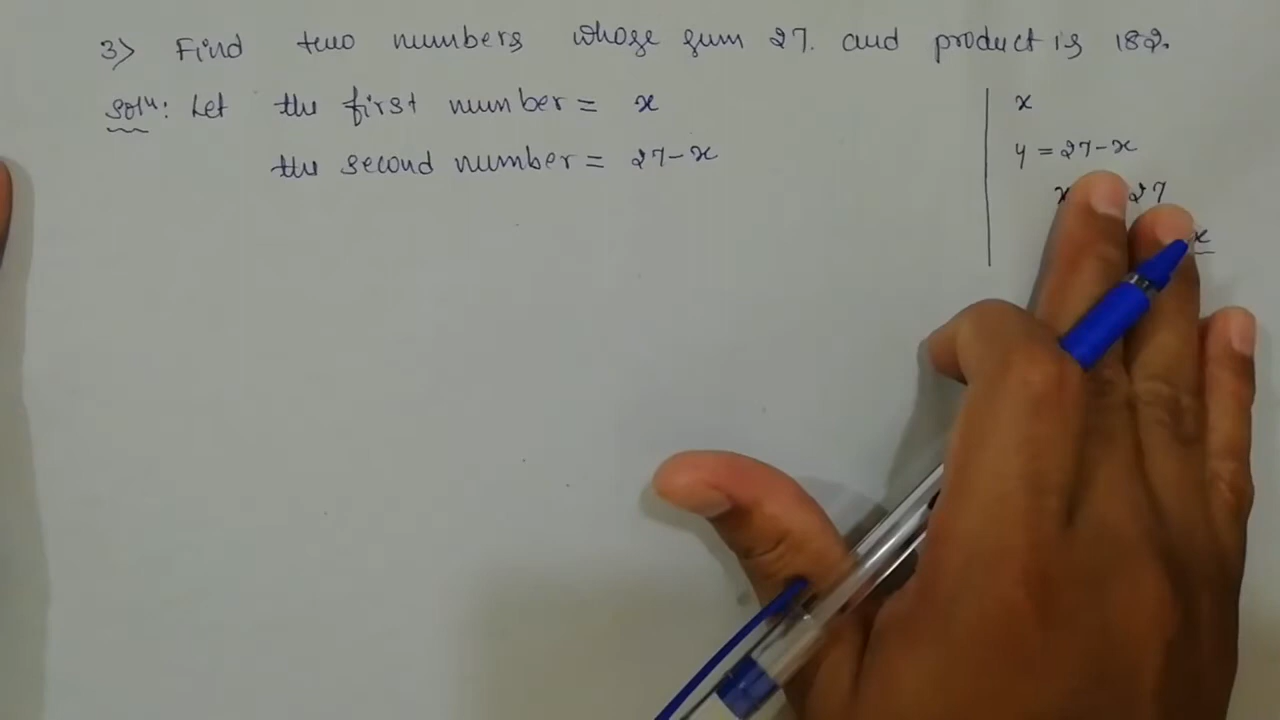 3) Find two numbers whose sum 27. and product is 182.
Solⁿ: Let the first number = x
the second number = 27-x
x
y = 27-x
x 27
x